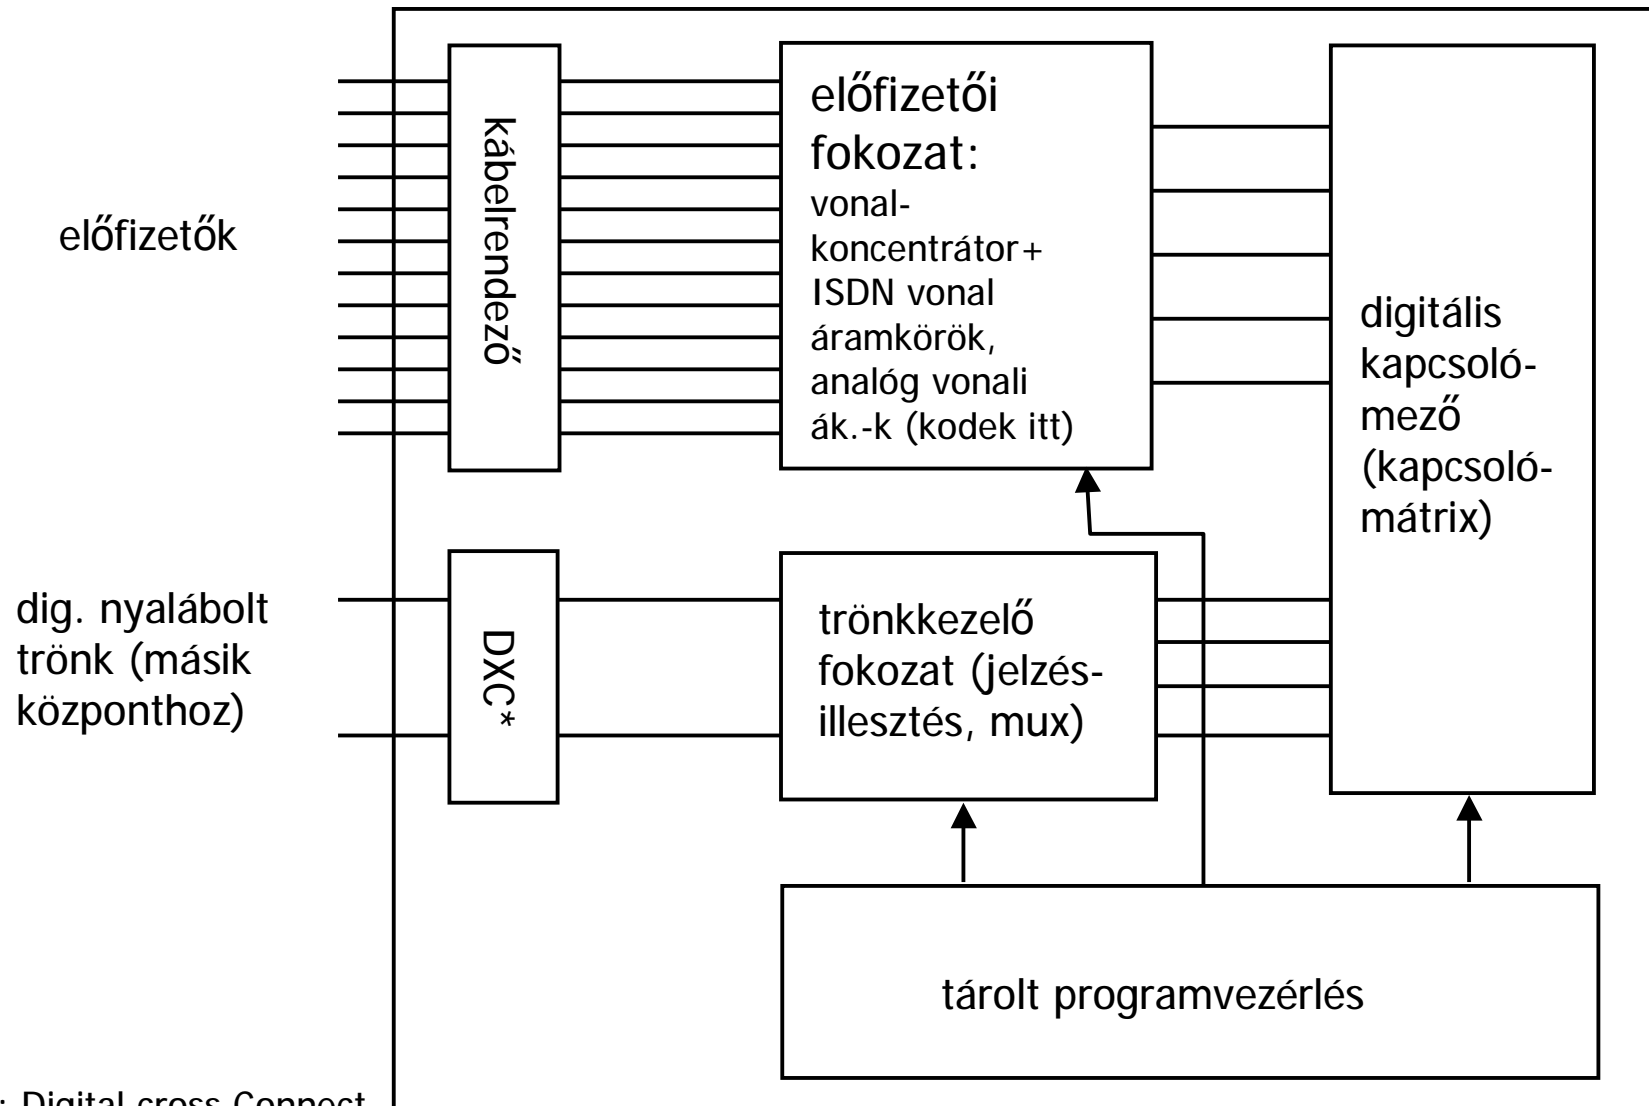 előfizetők
kábelrendező
előfizetői
fokozat:
vonal-
koncentrátor+
ISDN vonal
áramkörök,
analóg vonali
ák.-k (kodek itt)
digitális
kapcsoló-
mező
(kapcsoló-
mátrix)
dig. nyalábolt
trönk (másik
központhoz)
DXC*
trönkkezelő
fokozat (jelzés-
illesztés, mux)
tárolt programvezérlés
: Digital cross Connect